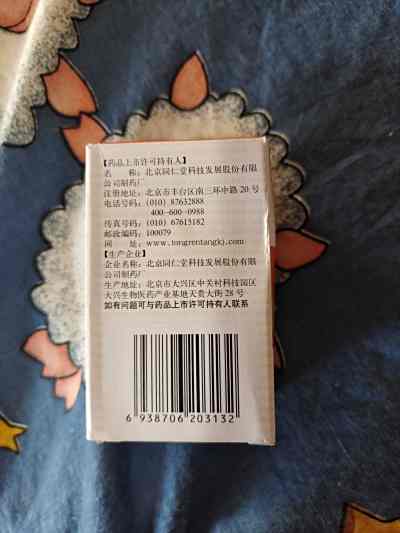 【药品上市许可持有人】
名　　称：北京同仁堂科技发展股份有限
公司制药厂
注册地址：北京市丰台区南三环中路 20 号
电话号码：(010) 87632888
400-600-0988
传真号码：(010) 67615182
邮政编码：100079
网　　址：www.tongrentangkj.com
【生产企业】
企业名称：北京同仁堂科技发展股份有限
公司制药厂
生产地址：北京市大兴区中关村科技园区
大兴生物医药产业基地天贵大街 28 号
如有问题可与药品上市许可持有人联系
6 938706 203132